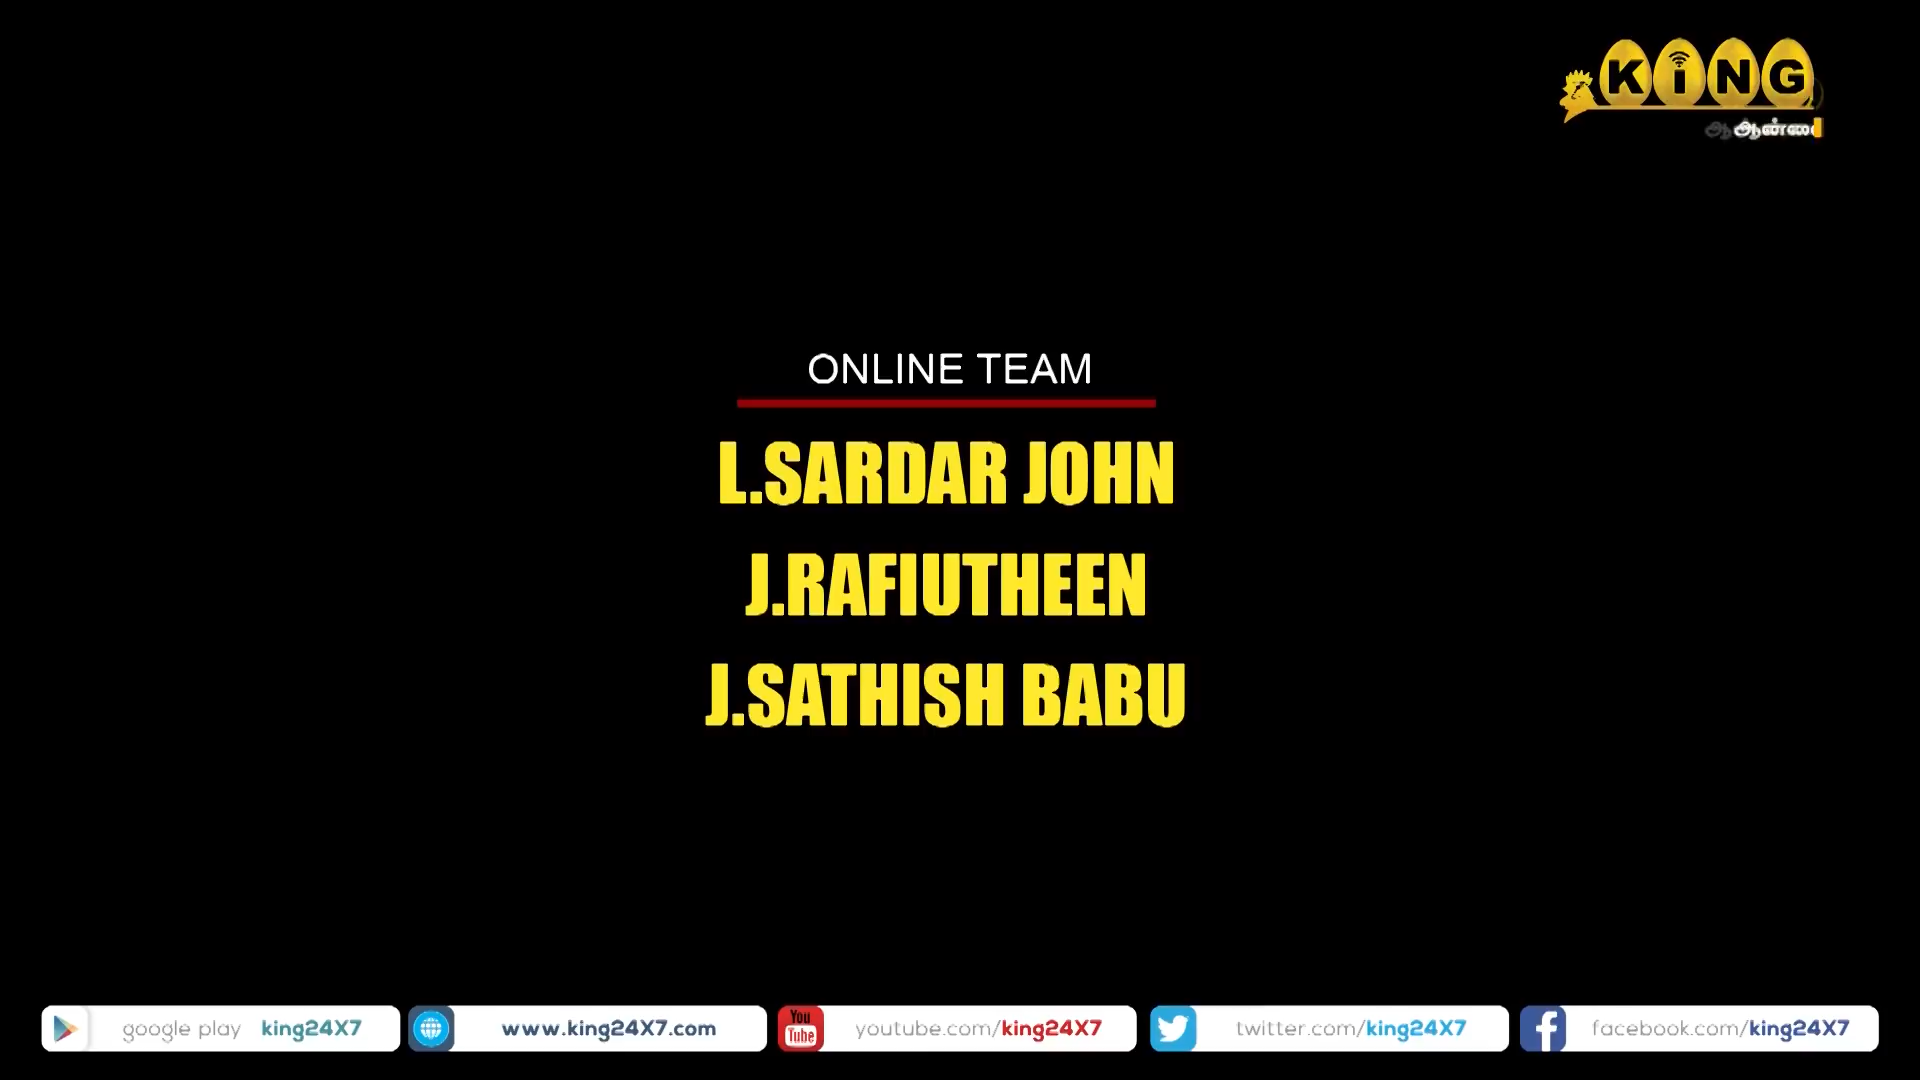 KiNG
ONLINE TEAM
L.SARDAR JOHN
J.RAFIUTHEEN
J.SATHISH BABU
google play king24X7
www.king24X7.com
You Tube youtube.com/king24X7
twitter.com/king24X7
facebook.com/king24X7